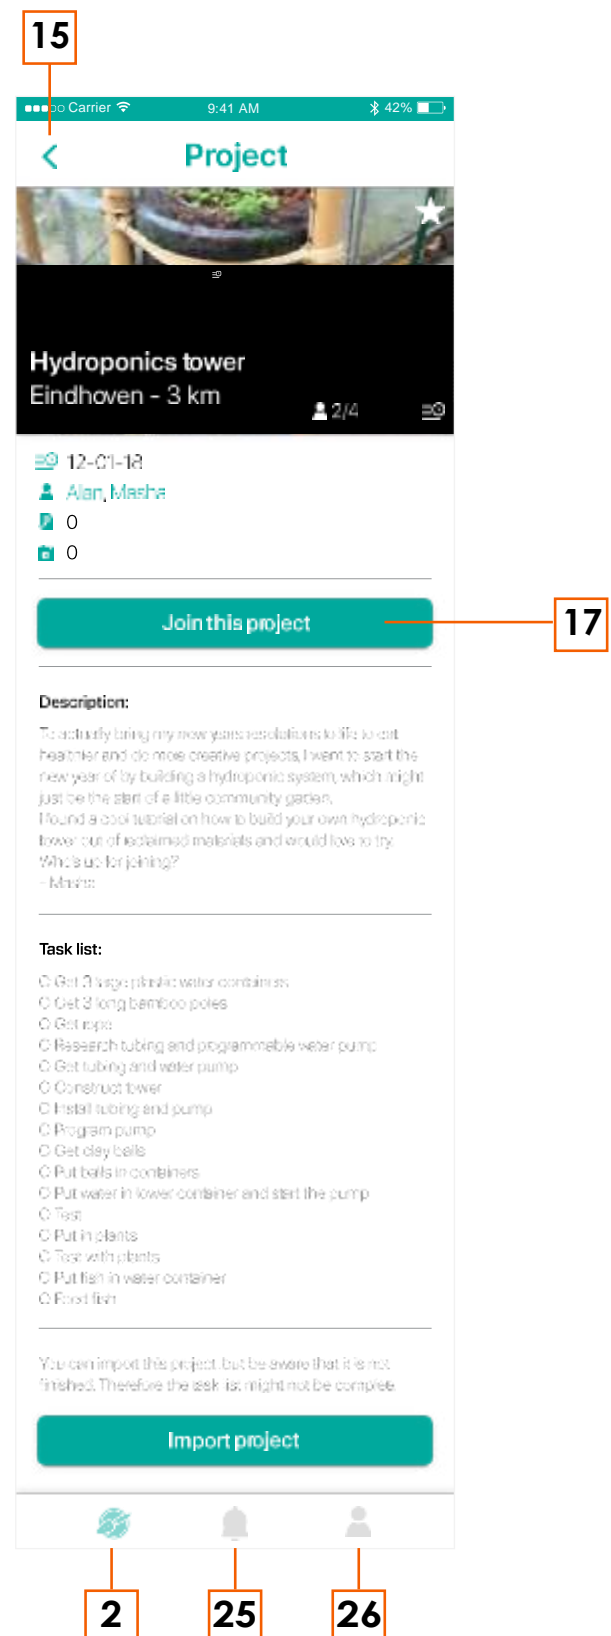 15
Carrier 9:41 AM 42%
Project
Hydroponics tower
Eindhoven - 3 km
2/4
12-01-18
Alan, Masha
0
0
Join this project
17
Description:
To actually bring my new years resolutions to life to eat
healthier and do more creative projects, I want to start the
new year of by building a hydroponic system, which might
just be the start of a little community garden.
I found a cool tutorial on how to build your own hydroponic
tower out of reclaimed materials and would love to try.
Who's up for joining?
- Masha
Task list:
O Get 3 large plastic water containers
O Get 3 long bamboo poles
O Get rope
O Research tubing and programmable water pump
O Get tubing and water pump
O Construct tower
O Install tubing and pump
O Program pump
O Get clay balls
O Put balls in containers
O Put water in lower container and start the pump
O Test
O Put in plants
O Test with plants
O Put fish in water container
O Feed fish
You can import this project, but be aware that it is not
finished. Therefore the task list might not be complete.
Import project
2 25 26